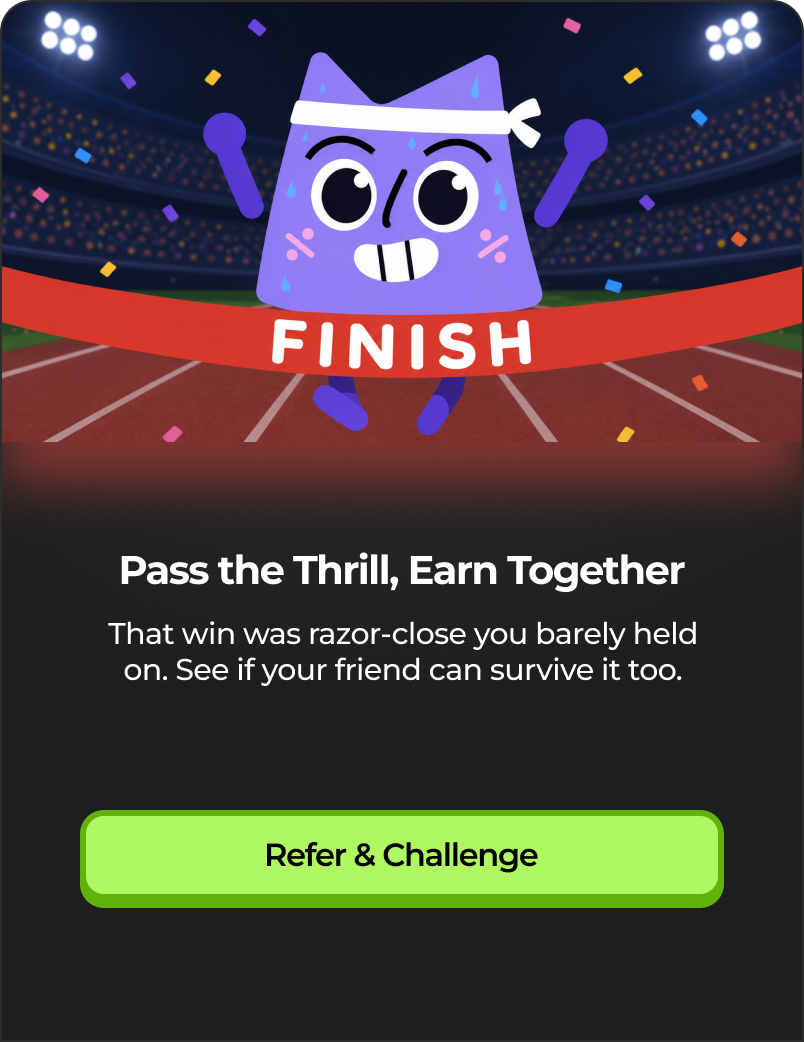 FINISH
Pass the Thrill, Earn Together
That win was razor-close you barely held
on. See if your friend can survive it too.
Refer & Challenge